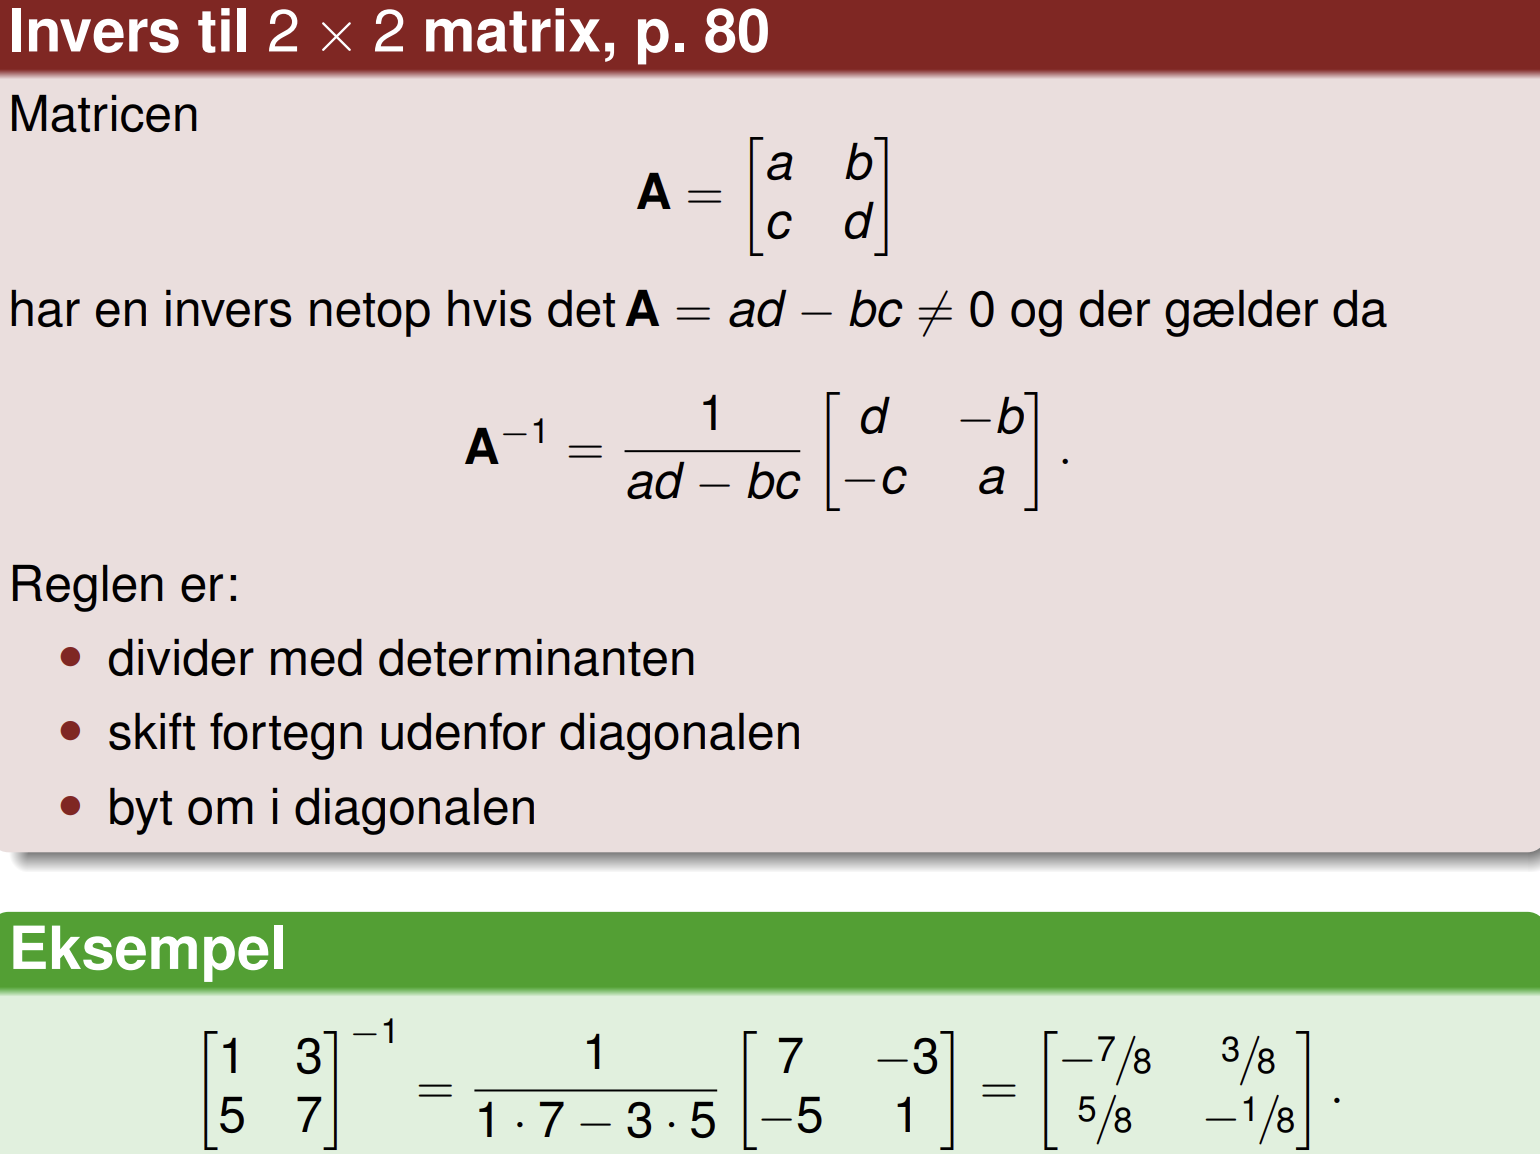 Invers til 2 × 2 matrix, p. 80
Matricen
A = [a b; c d]
har en invers netop hvis det A = ad − bc ≠ 0 og der gælder da
A⁻¹ = 1/(ad − bc) [d −b; −c a].
Reglen er:
• divider med determinanten
• skift fortegn udenfor diagonalen
• byt om i diagonalen
Eksempel
[1 3; 5 7]⁻¹ = 1/(1 · 7 − 3 · 5) [7 −3; −5 1] = [−7/8 3/8; 5/8 −1/8].